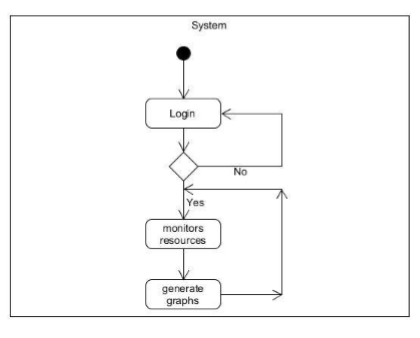 System
Login
No
Yes
monitors
resources
generate
graphs